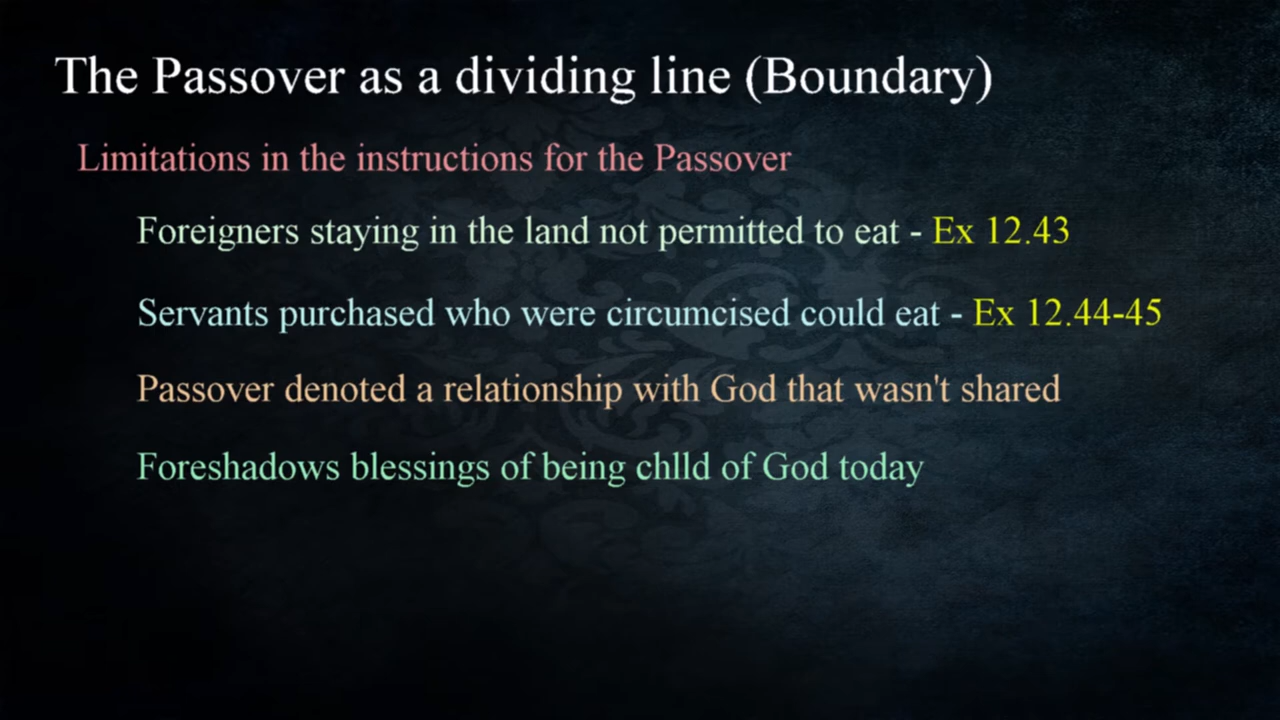 The Passover as a dividing line (Boundary)
Limitations in the instructions for the Passover
Foreigners staying in the land not permitted to eat - Ex 12.43
Servants purchased who were circumcised could eat - Ex 12.44-45
Passover denoted a relationship with God that wasn't shared
Foreshadows blessings of being chlld of God today